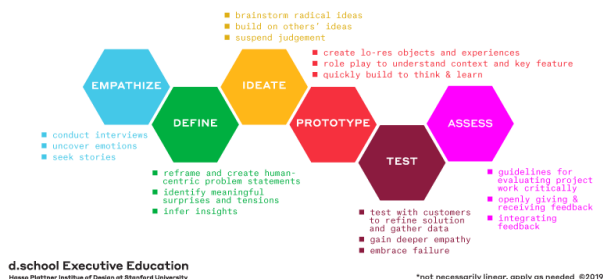 brainstorm radical ideas
build on others' ideas
suspend judgement
create lo-res objects and experiences
role play to understand context and key feature
quickly build to think & learn
EMPATHIZE
IDEATE
DEFINE
PROTOTYPE
ASSESS
TEST
conduct interviews
uncover emotions
seek stories
reframe and create human-
centric problem statements
identify meaningful
surprises and tensions
infer insights
guidelines for
evaluating project
work critically
openly giving &
receiving feedback
integrating
feedback
test with customers
to refine solution
and gather data
gain deeper empathy
embrace failure
d.school Executive Education
Hasso Plattner Institue of Design at Stanford University
*not necessarily linear, apply as needed ©2019